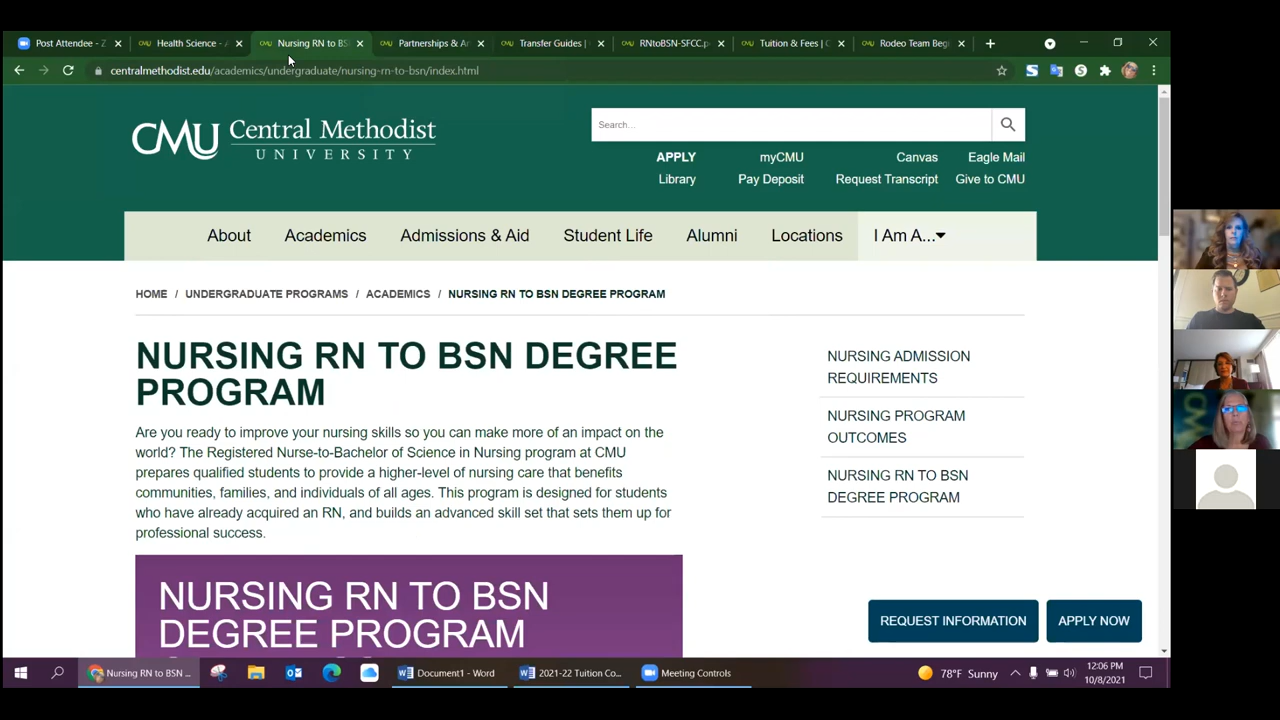 Post Attendee - Z
Health Science -
Nursing RN to BS
Partnerships & Ar
Transfer Guides |
RNtoBSN-SFCC.p
Tuition & Fees | C
Rodeo Team Beg
centralmethodist.edu/academics/undergraduate/nursing-rn-to-bsn/index.html
CMU Central Methodist
UNIVERSITY
Search...
APPLY myCMU Canvas Eagle Mail
Library Pay Deposit Request Transcript Give to CMU
About Academics Admissions & Aid Student Life Alumni Locations I Am A...
HOME / UNDERGRADUATE PROGRAMS / ACADEMICS / NURSING RN TO BSN DEGREE PROGRAM
NURSING RN TO BSN DEGREE
PROGRAM
Are you ready to improve your nursing skills so you can make more of an impact on the
world? The Registered Nurse-to-Bachelor of Science in Nursing program at CMU
prepares qualified students to provide a higher-level of nursing care that benefits
communities, families, and individuals of all ages. This program is designed for students
who have already acquired an RN, and builds an advanced skill set that sets them up for
professional success.
NURSING ADMISSION
REQUIREMENTS
NURSING PROGRAM
OUTCOMES
NURSING RN TO BSN
DEGREE PROGRAM
NURSING RN TO BSN
DEGREE PROGRAM
REQUEST INFORMATION
APPLY NOW
Nursing RN to BSN ...
Document1 - Word
2021-22 Tuition Co...
Meeting Controls
78°F Sunny
12:06 PM
10/8/2021